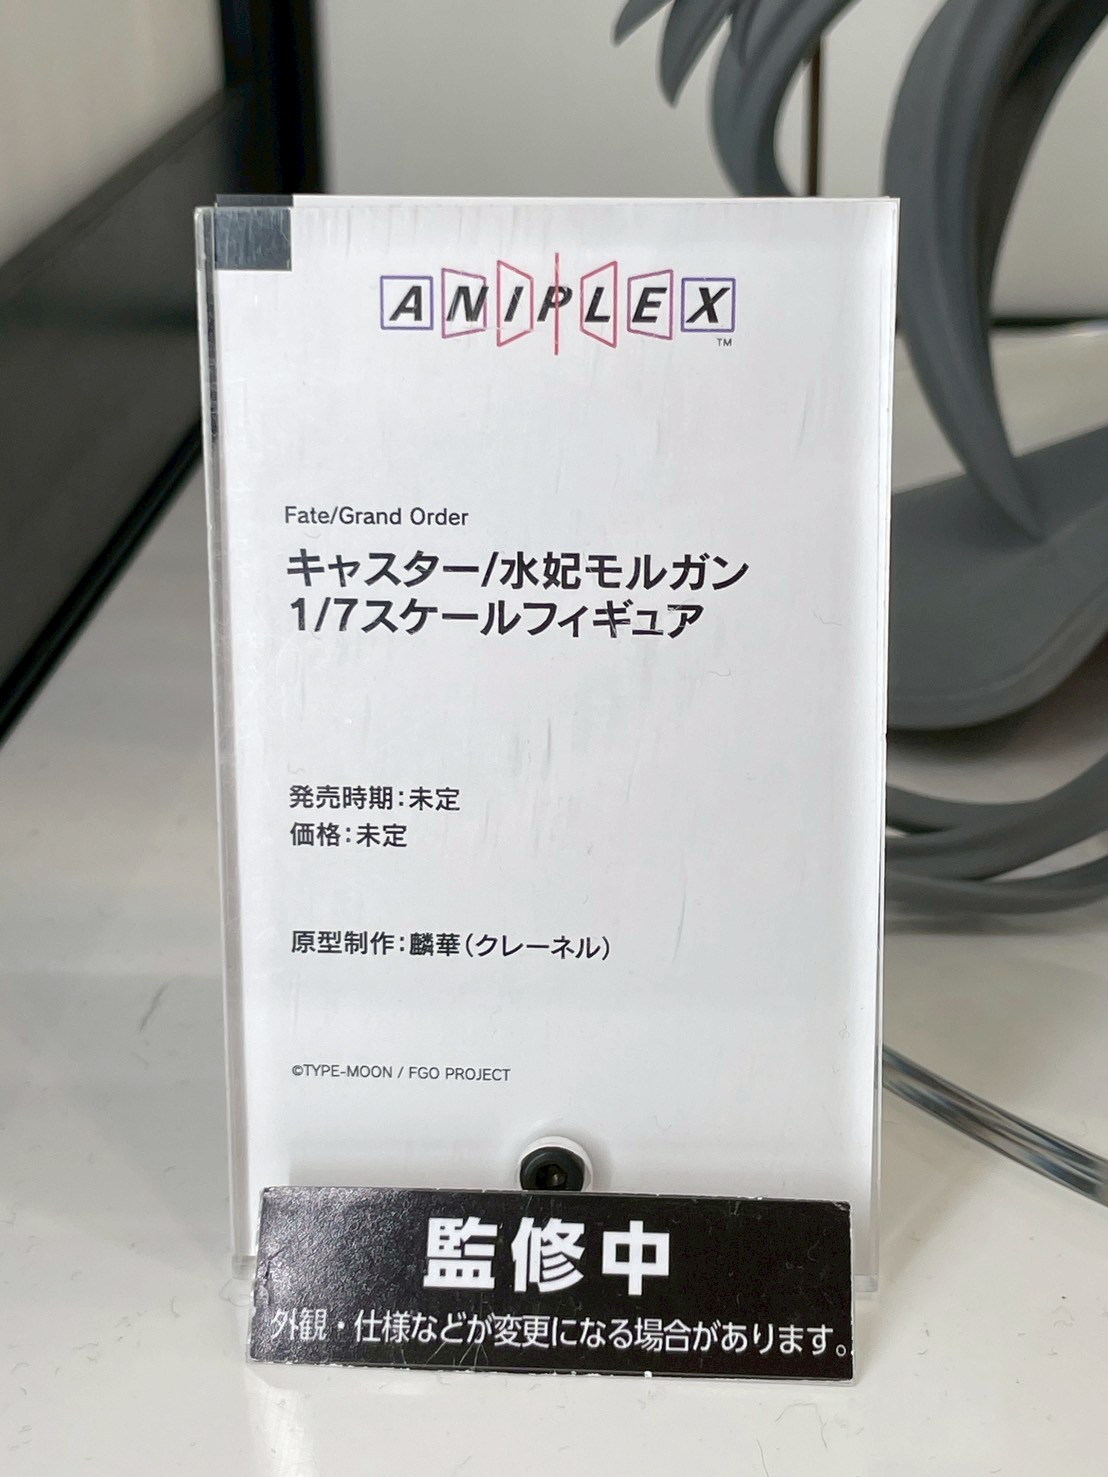 ANIPLEX
TM
Fate/Grand Order
キャスター/水妃モルガン
1/7スケールフィギュア
発売時期：未定
価格：未定
原型制作：麟華（クレーネル）
©TYPE-MOON / FGO PROJECT
監修中
外観・仕様などが変更になる場合があります。